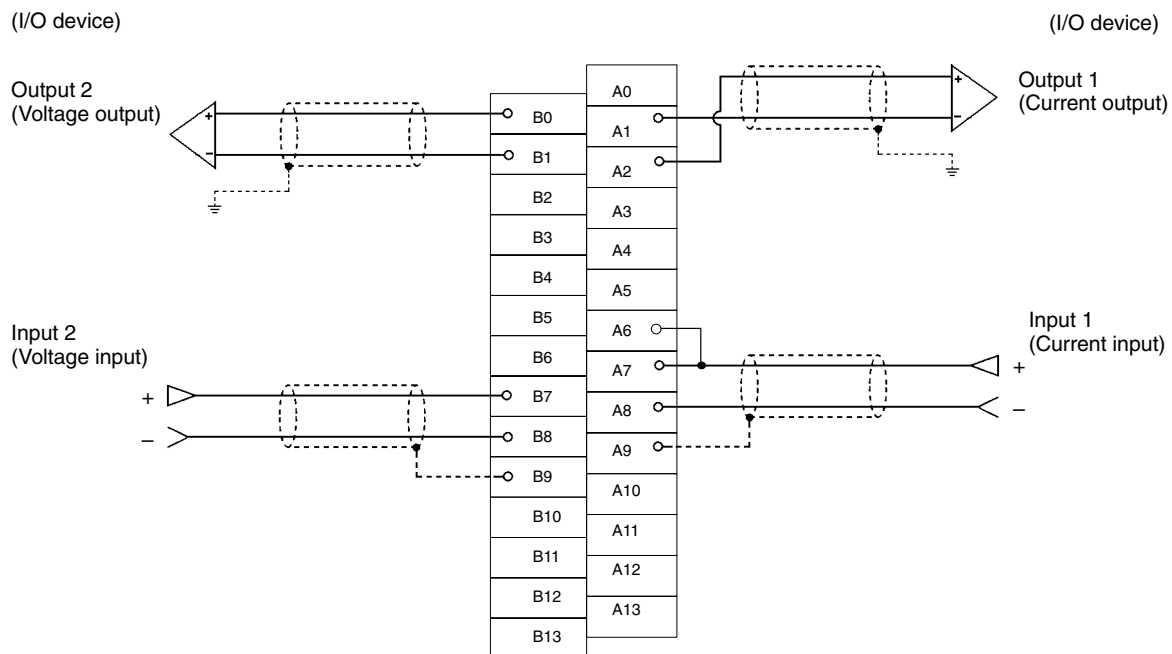 (I/O device)
(I/O device)
Output 2
(Voltage output)
+
−
Output 1
(Current output)
+
−
A0
B0
A1
B1
A2
B2
A3
B3
A4
B4
A5
B5
A6
B6
A7
B7
A8
B8
A9
B9
A10
B10
A11
B11
A12
B12
A13
B13
Input 2
(Voltage input)
+
−
Input 1
(Current input)
+
−